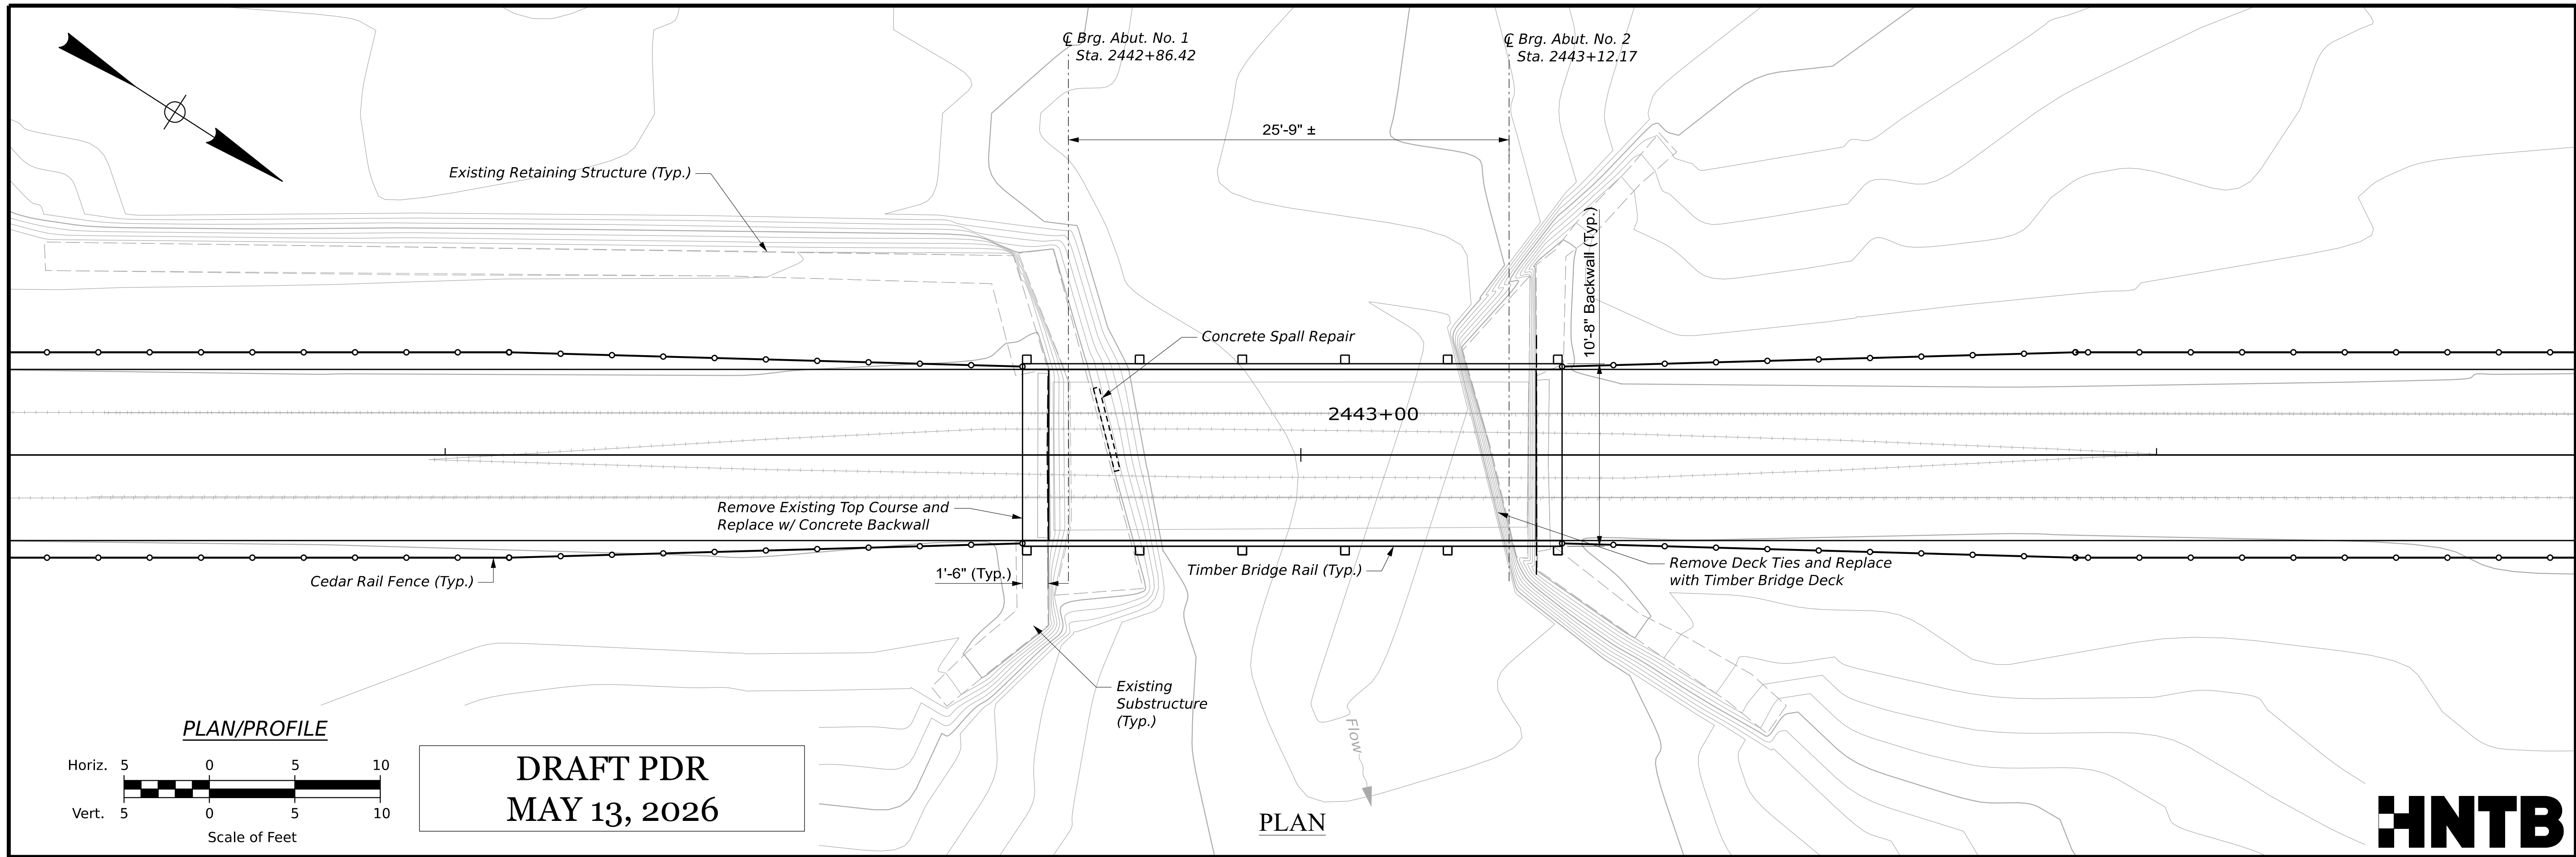 ℄ Brg. Abut. No. 1
Sta. 2442+86.42
℄ Brg. Abut. No. 2
Sta. 2443+12.17
25'-9" ±
Existing Retaining Structure (Typ.)
10'-8" Backwall (Typ.)
Concrete Spall Repair
2443+00
Remove Existing Top Course and
Replace w/ Concrete Backwall
Cedar Rail Fence (Typ.)
1'-6" (Typ.)
Timber Bridge Rail (Typ.)
Remove Deck Ties and Replace
with Timber Bridge Deck
Existing
Substructure
(Typ.)
Flow
PLAN/PROFILE
Horiz. 5 0 5 10
Vert. 5 0 5 10
Scale of Feet
DRAFT PDR
MAY 13, 2026
PLAN
HNTB